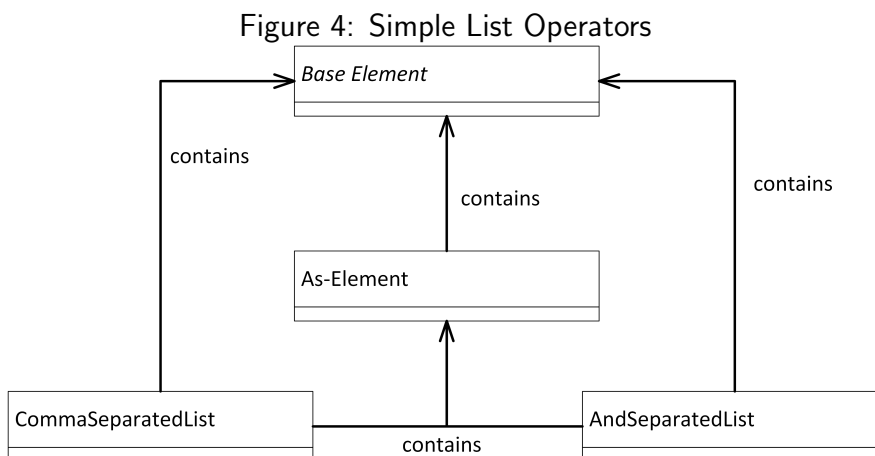 Figure 4: Simple List Operators
Base Element
contains
contains
contains
As-Element
CommaSeparatedList
AndSeparatedList
contains